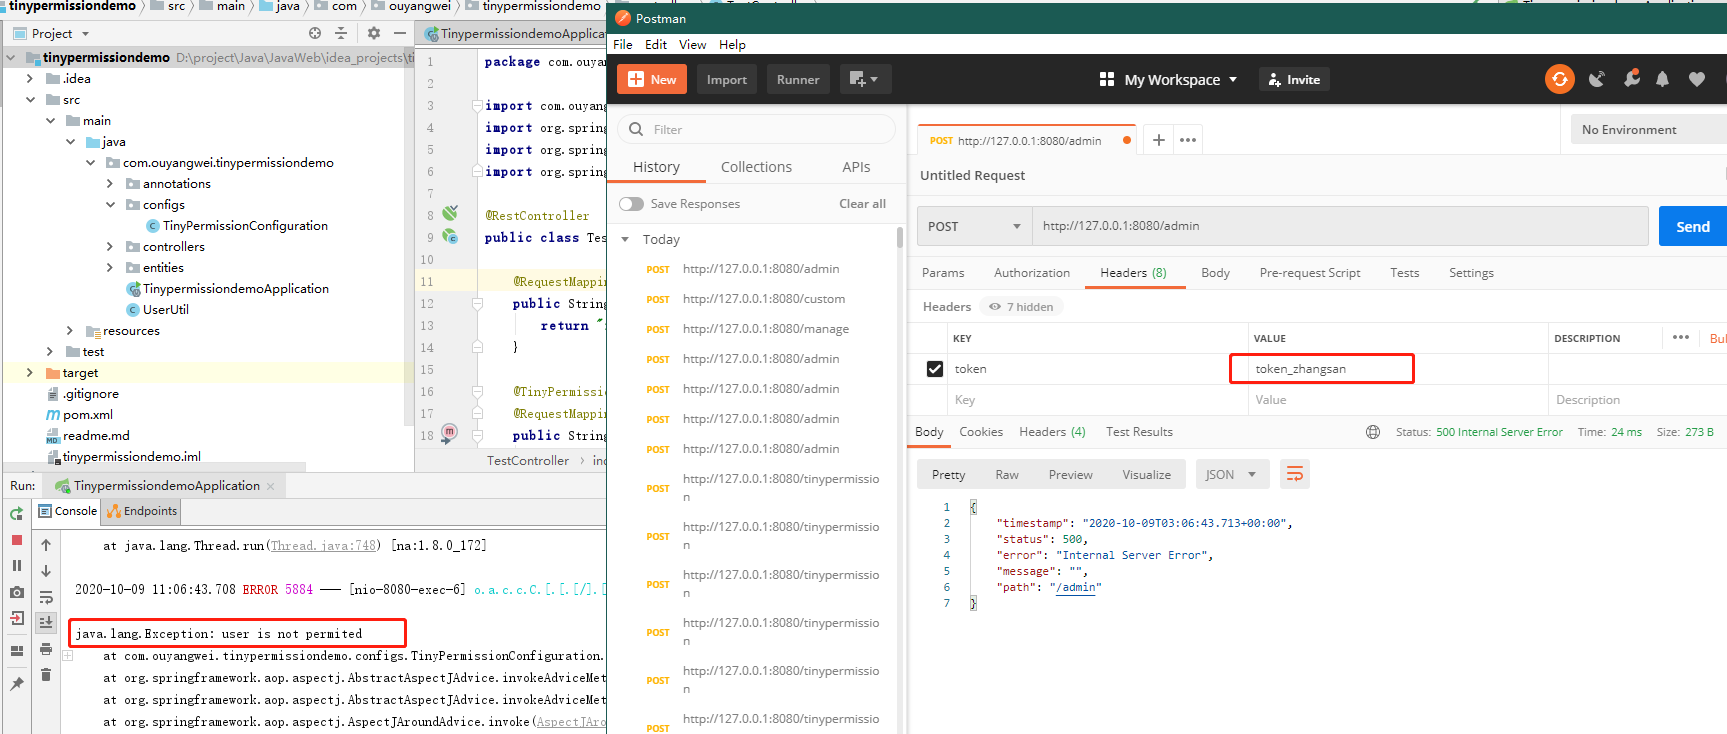 tinypermissiondemo
src
main
java
com
ouyangwei
tinypermissiondemo
Project
tinypermissiondemo D:\project\Java\JavaWeb\idea_projects\ti
.idea
src
main
java
com.ouyangwei.tinypermissiondemo
annotations
configs
TinyPermissionConfiguration
controllers
entities
TinypermissiondemoApplication
UserUtil
resources
test
target
.gitignore
pom.xml
readme.md
tinypermissiondemo.iml
TinypermissiondemoApplica
1 package com.ouyan
3 import com.ouyang
4 import org.spring
5 import org.spring
6 import org.spring
7
8 @RestController
9 public class Tes
10
11 @RequestMappin
12 public String
13 return "
14 }
15
16 @TinyPermissio
17 @RequestMappin
18 public String
TestController › in
Run: TinypermissiondemoApplication ×
Console Endpoints
at java.lang.Thread.run(Thread.java:748) [na:1.8.0_172]
2020-10-09 11:06:43.708 ERROR 5884 --- [nio-8080-exec-6] o.a.c.c.C.[.[.[/].[
java.lang.Exception: user is not permited
at com.ouyangwei.tinypermissiondemo.configs.TinyPermissionConfiguration.
at org.springframework.aop.aspectj.AbstractAspectJAdvice.invokeAdviceMet
at org.springframework.aop.aspectj.AbstractAspectJAdvice.invokeAdviceMet
at org.springframework.aop.aspectj.AspectJAroundAdvice.invoke(AspectJAro
Postman
File Edit View Help
New Import Runner My Workspace Invite
Filter
History Collections APIs
Save Responses Clear all
Today
POST http://127.0.0.1:8080/admin
POST http://127.0.0.1:8080/custom
POST http://127.0.0.1:8080/manage
POST http://127.0.0.1:8080/admin
POST http://127.0.0.1:8080/admin
POST http://127.0.0.1:8080/admin
POST http://127.0.0.1:8080/admin
POST http://127.0.0.1:8080/tinypermissio
n
POST http://127.0.0.1:8080/tinypermissio
n
POST http://127.0.0.1:8080/tinypermissio
n
POST http://127.0.0.1:8080/tinypermissio
n
POST http://127.0.0.1:8080/tinypermissio
n
POST http://127.0.0.1:8080/tinypermissio
POST http://127.0.0.1:8080/admin
No Environment
Untitled Request
POST http://127.0.0.1:8080/admin Send
Params Authorization Headers (8) Body Pre-request Script Tests Settings
Headers 7 hidden
KEY VALUE DESCRIPTION ••• Bul
token token_zhangsan
Key Value Description
Body Cookies Headers (4) Test Results Status: 500 Internal Server Error Time: 24 ms Size: 273 B
Pretty Raw Preview Visualize JSON
1 {
2 "timestamp": "2020-10-09T03:06:43.713+00:00",
3 "status": 500,
4 "error": "Internal Server Error",
5 "message": "",
6 "path": "/admin"
7 }